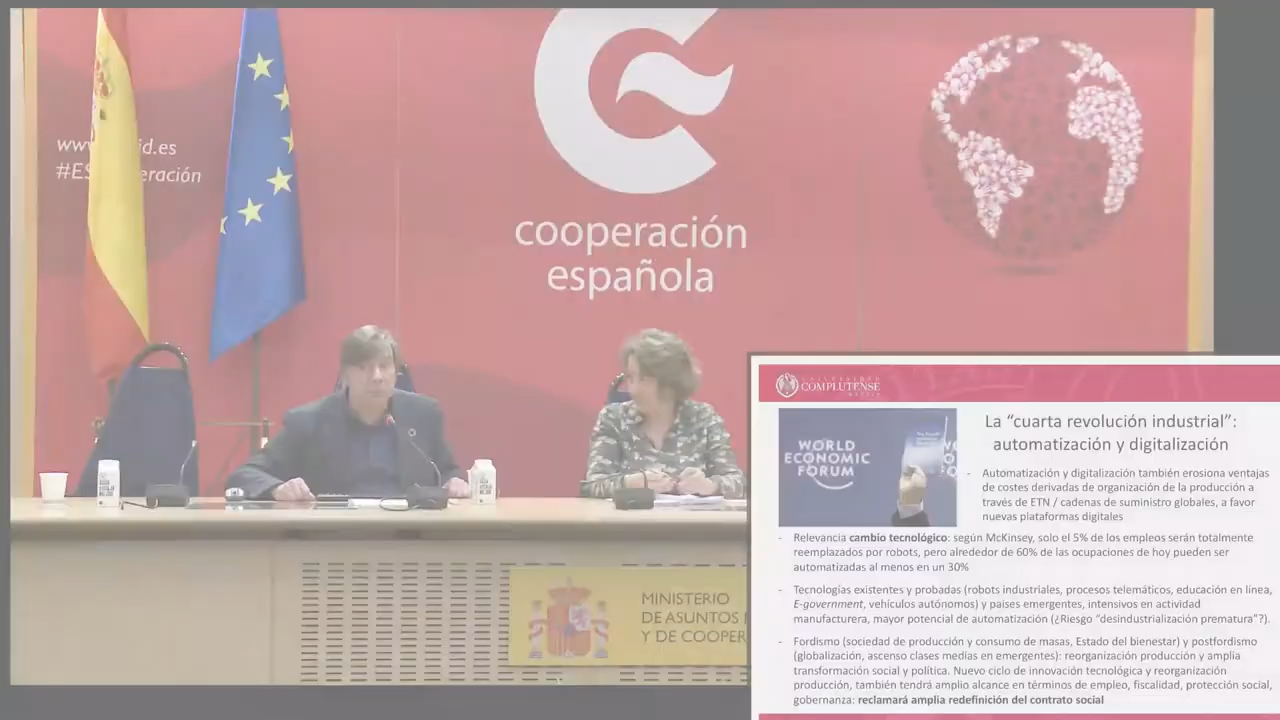 cooperación
española
#ES
eración
MINISTERIO
DE ASUNTOS
Y DE COOPER
UNIVERSIDAD
COMPLUTENSE
MADRID
WORLD
ECONOMIC
FORUM
La “cuarta revolución industrial”:
automatización y digitalización
- Automatización y digitalización también erosiona ventajas
de costes derivadas de organización de la producción a
través de ETN / cadenas de suministro globales, a favor
nuevas plataformas digitales
- Relevancia cambio tecnológico: según McKinsey, solo el 5% de los empleos serán totalmente
reemplazados por robots, pero alrededor de 60% de las ocupaciones de hoy pueden ser
automatizadas al menos en un 30%
- Tecnologías existentes y probadas (robots industriales, procesos telemáticos, educación en línea,
E-government, vehículos autónomos) y países emergentes, intensivos en actividad
manufacturera, mayor potencial de automatización (¿Riesgo “desindustrialización prematura”?).
- Fordismo (sociedad de producción y consumo de masas, Estado del bienestar) y postfordismo
(globalización, ascenso clases medias en emergentes): reorganización producción y amplia
transformación social y política. Nuevo ciclo de innovación tecnológica y reorganización
producción, también tendrá amplio alcance en términos de empleo, fiscalidad, protección social,
gobernanza: reclamará amplia redefinición del contrato social